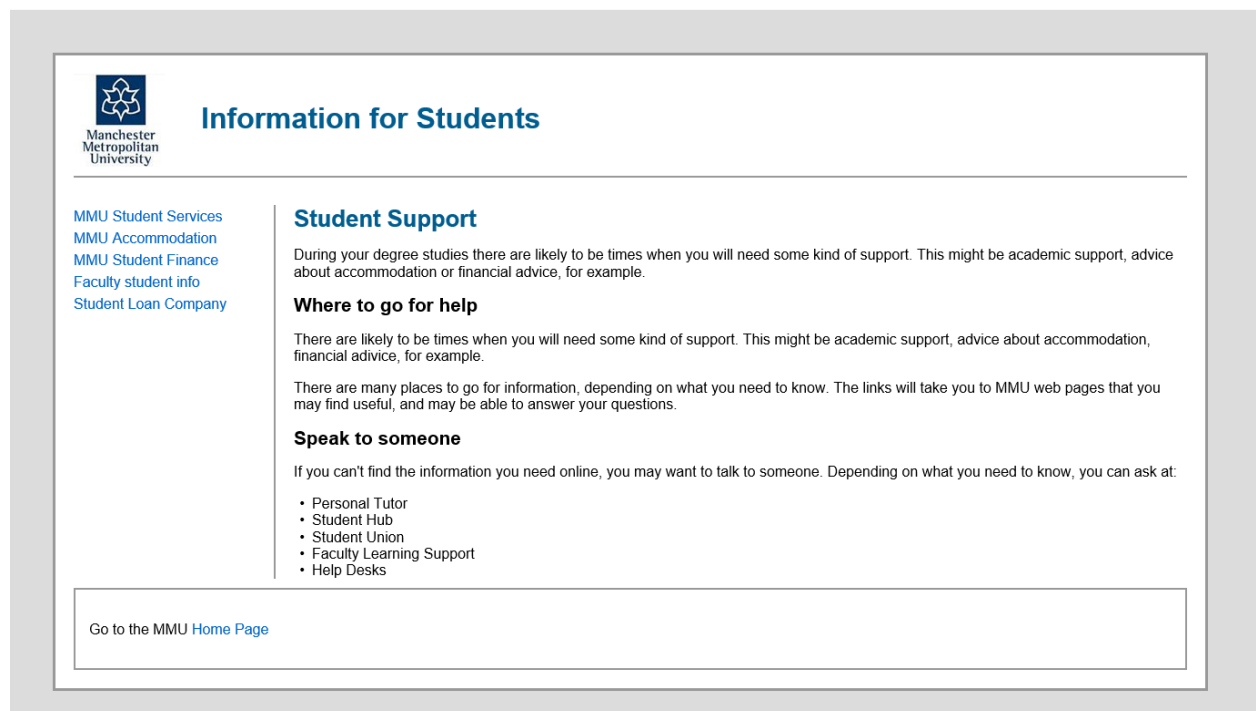 Manchester
Metropolitan
University
Information for Students
MMU Student Services
MMU Accommodation
MMU Student Finance
Faculty student info
Student Loan Company
Student Support
During your degree studies there are likely to be times when you will need some kind of support. This might be academic support, advice
about accommodation or financial advice, for example.
Where to go for help
There are likely to be times when you will need some kind of support. This might be academic support, advice about accommodation,
financial adivice, for example.
There are many places to go for information, depending on what you need to know. The links will take you to MMU web pages that you
may find useful, and may be able to answer your questions.
Speak to someone
If you can't find the information you need online, you may want to talk to someone. Depending on what you need to know, you can ask at:
• Personal Tutor
• Student Hub
• Student Union
• Faculty Learning Support
• Help Desks
Go to the MMU Home Page